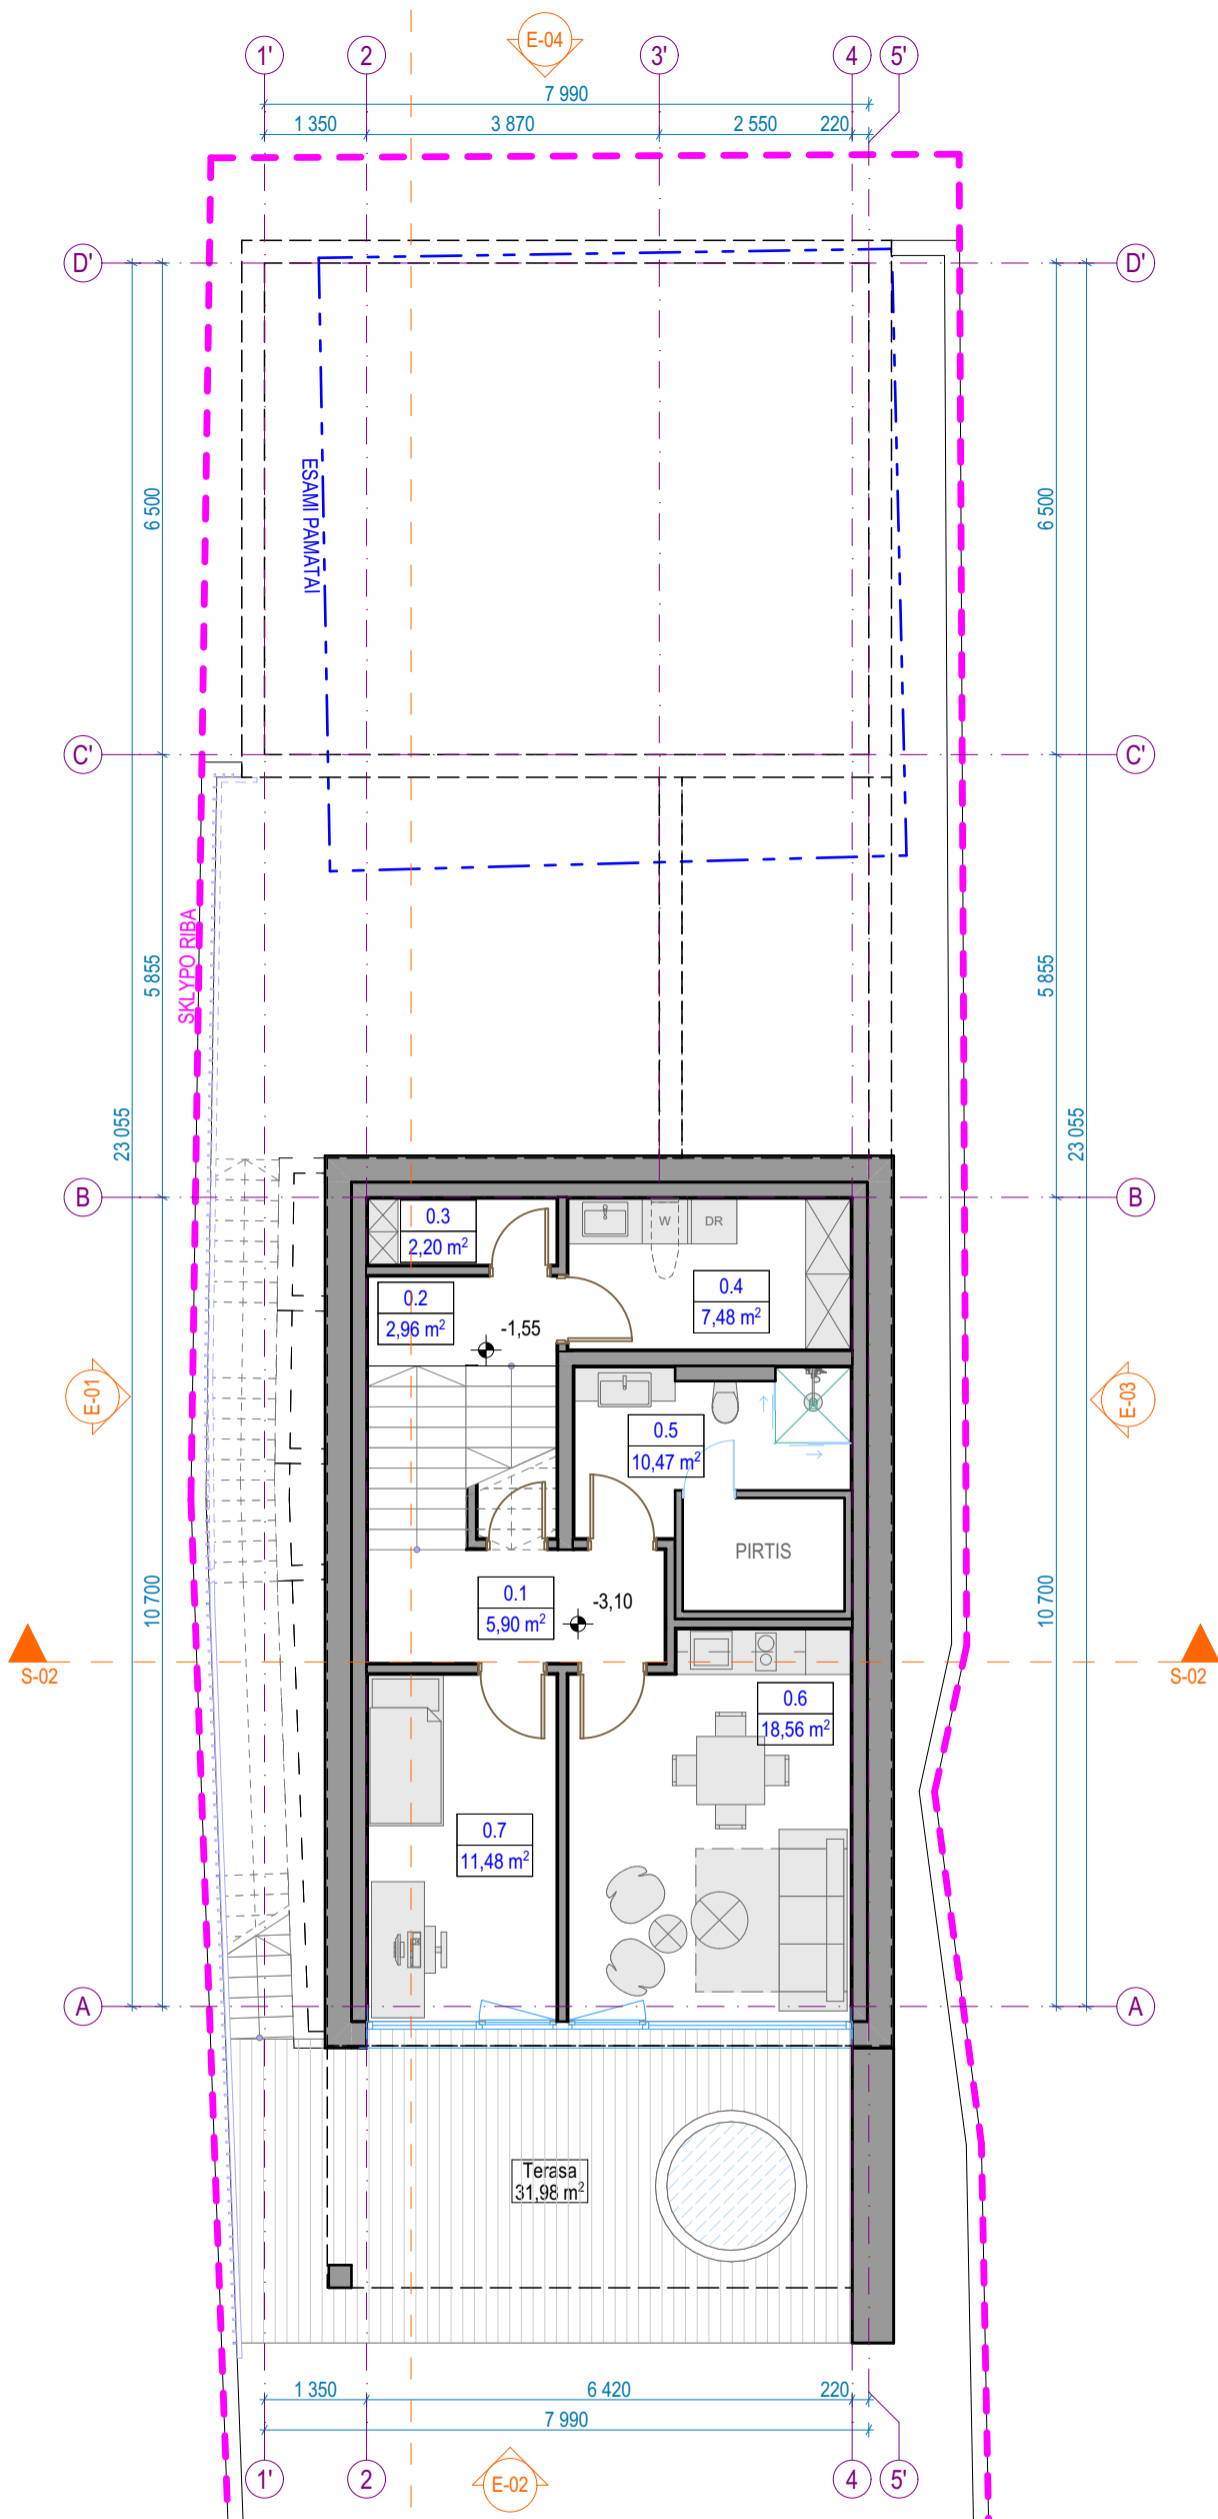 E-04
1' 2 3' 4 5'
7 990
1 350 3 870 2 550 220
D' D'
ESAMI PAMATAI
6 500 6 500
C' C'
SKLYPO RIBA
5 855 5 855
23 055 23 055
B B
0.3
2,20 m²
W DR
0.2
2,96 m²
0.4
7,48 m²
-1,55
E-01 E-03
0.5
10,47 m²
PIRTIS
0.1
5,90 m²
-3,10
10 700 10 700
S-02 S-02
0.6
18,56 m²
0.7
11,48 m²
A A
Terasa
31,98 m²
1 350 6 420 220
7 990
1' 2 E-02 4 5'